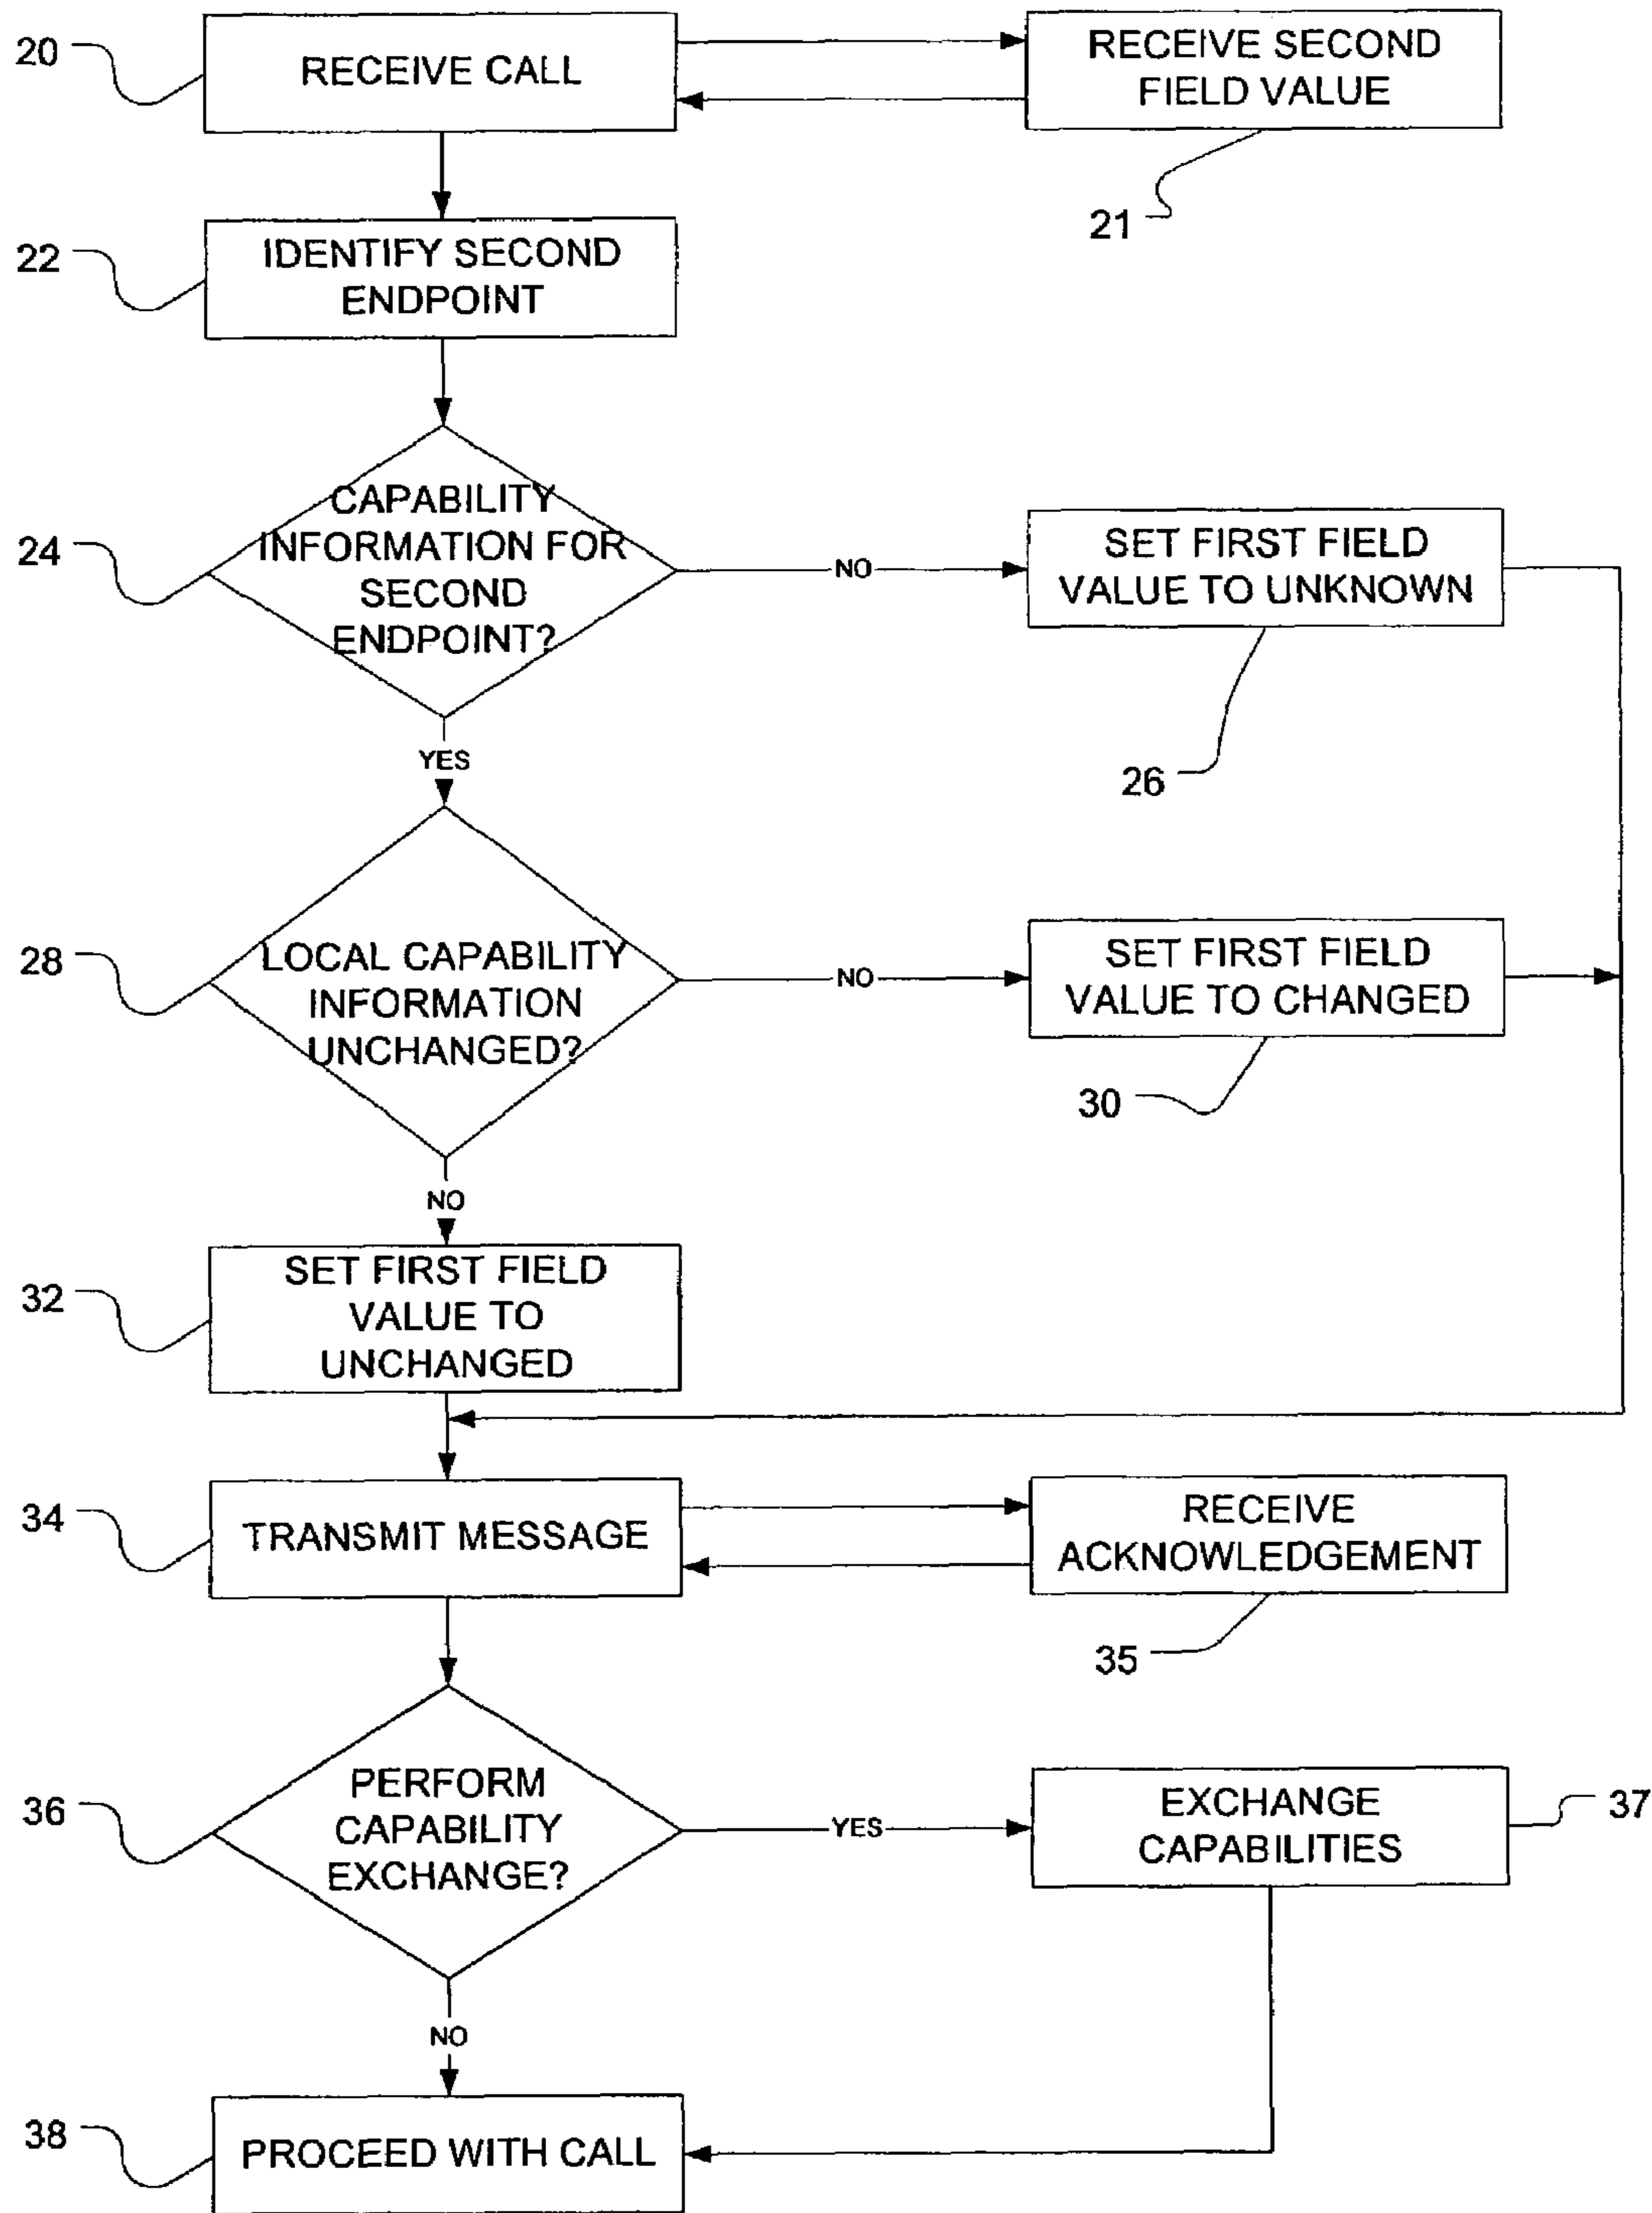 20
RECEIVE CALL
RECEIVE SECOND
FIELD VALUE
21
22
IDENTIFY SECOND
ENDPOINT
24
CAPABILITY
INFORMATION FOR
SECOND
ENDPOINT?
NO
SET FIRST FIELD
VALUE TO UNKNOWN
26
YES
28
LOCAL CAPABILITY
INFORMATION
UNCHANGED?
NO
SET FIRST FIELD
VALUE TO CHANGED
30
NO
32
SET FIRST FIELD
VALUE TO
UNCHANGED
34
TRANSMIT MESSAGE
RECEIVE
ACKNOWLEDGEMENT
35
36
PERFORM
CAPABILITY
EXCHANGE?
YES
EXCHANGE
CAPABILITIES
37
NO
38
PROCEED WITH CALL